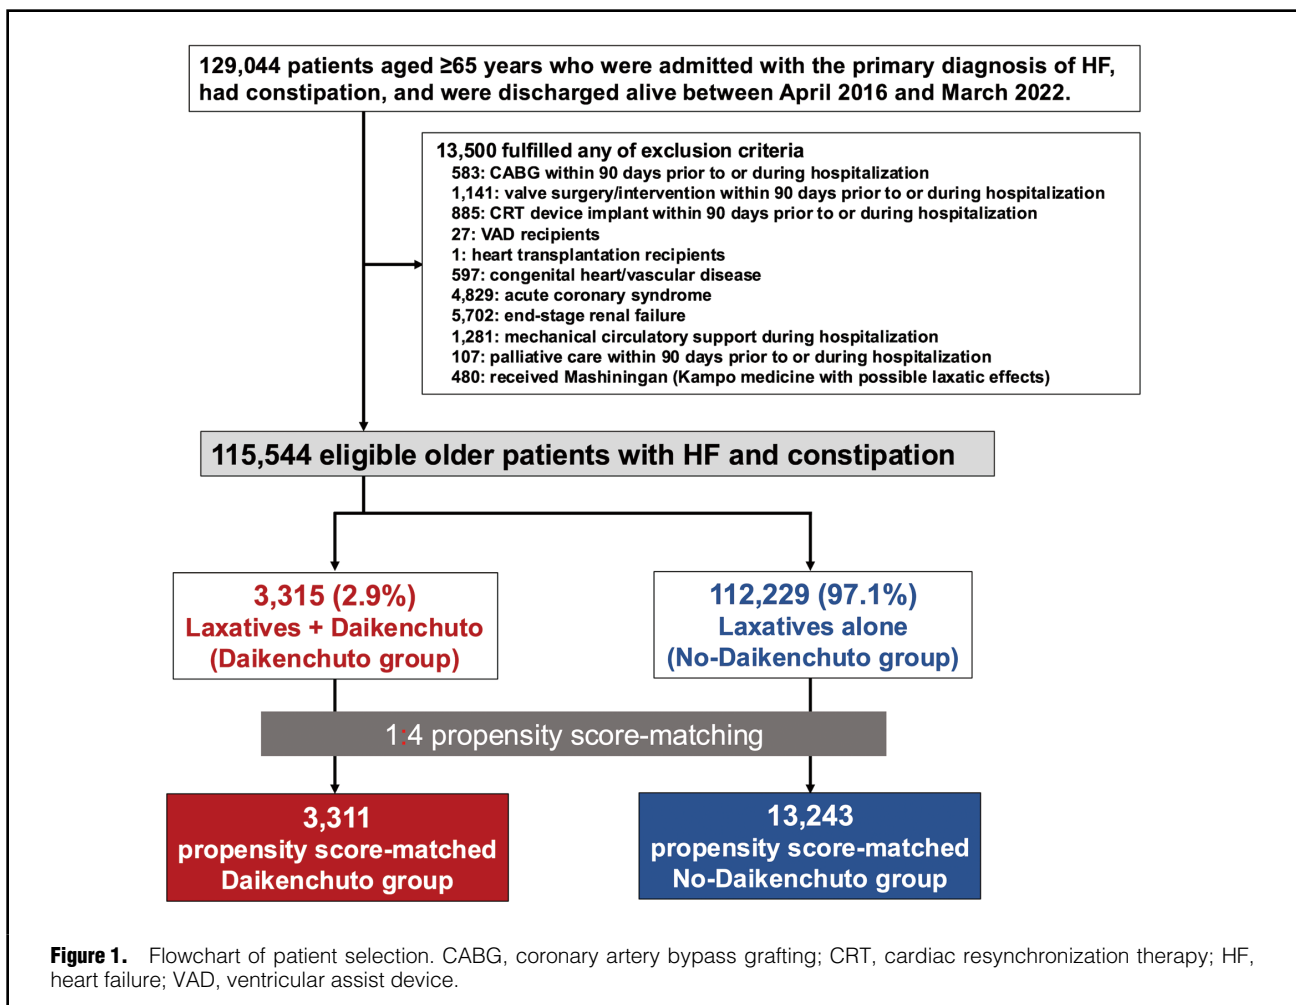 129,044 patients aged ≥65 years who were admitted with the primary diagnosis of HF,
had constipation, and were discharged alive between April 2016 and March 2022.
13,500 fulfilled any of exclusion criteria
583: CABG within 90 days prior to or during hospitalization
1,141: valve surgery/intervention within 90 days prior to or during hospitalization
885: CRT device implant within 90 days prior to or during hospitalization
27: VAD recipients
1: heart transplantation recipients
597: congenital heart/vascular disease
4,829: acute coronary syndrome
5,702: end-stage renal failure
1,281: mechanical circulatory support during hospitalization
107: palliative care within 90 days prior to or during hospitalization
480: received Mashiningan (Kampo medicine with possible laxatic effects)
115,544 eligible older patients with HF and constipation
3,315 (2.9%)
Laxatives + Daikenchuto
(Daikenchuto group)
112,229 (97.1%)
Laxatives alone
(No-Daikenchuto group)
1:4 propensity score-matching
3,311
propensity score-matched
Daikenchuto group
13,243
propensity score-matched
No-Daikenchuto group
Figure 1. Flowchart of patient selection. CABG, coronary artery bypass grafting; CRT, cardiac resynchronization therapy; HF,
heart failure; VAD, ventricular assist device.